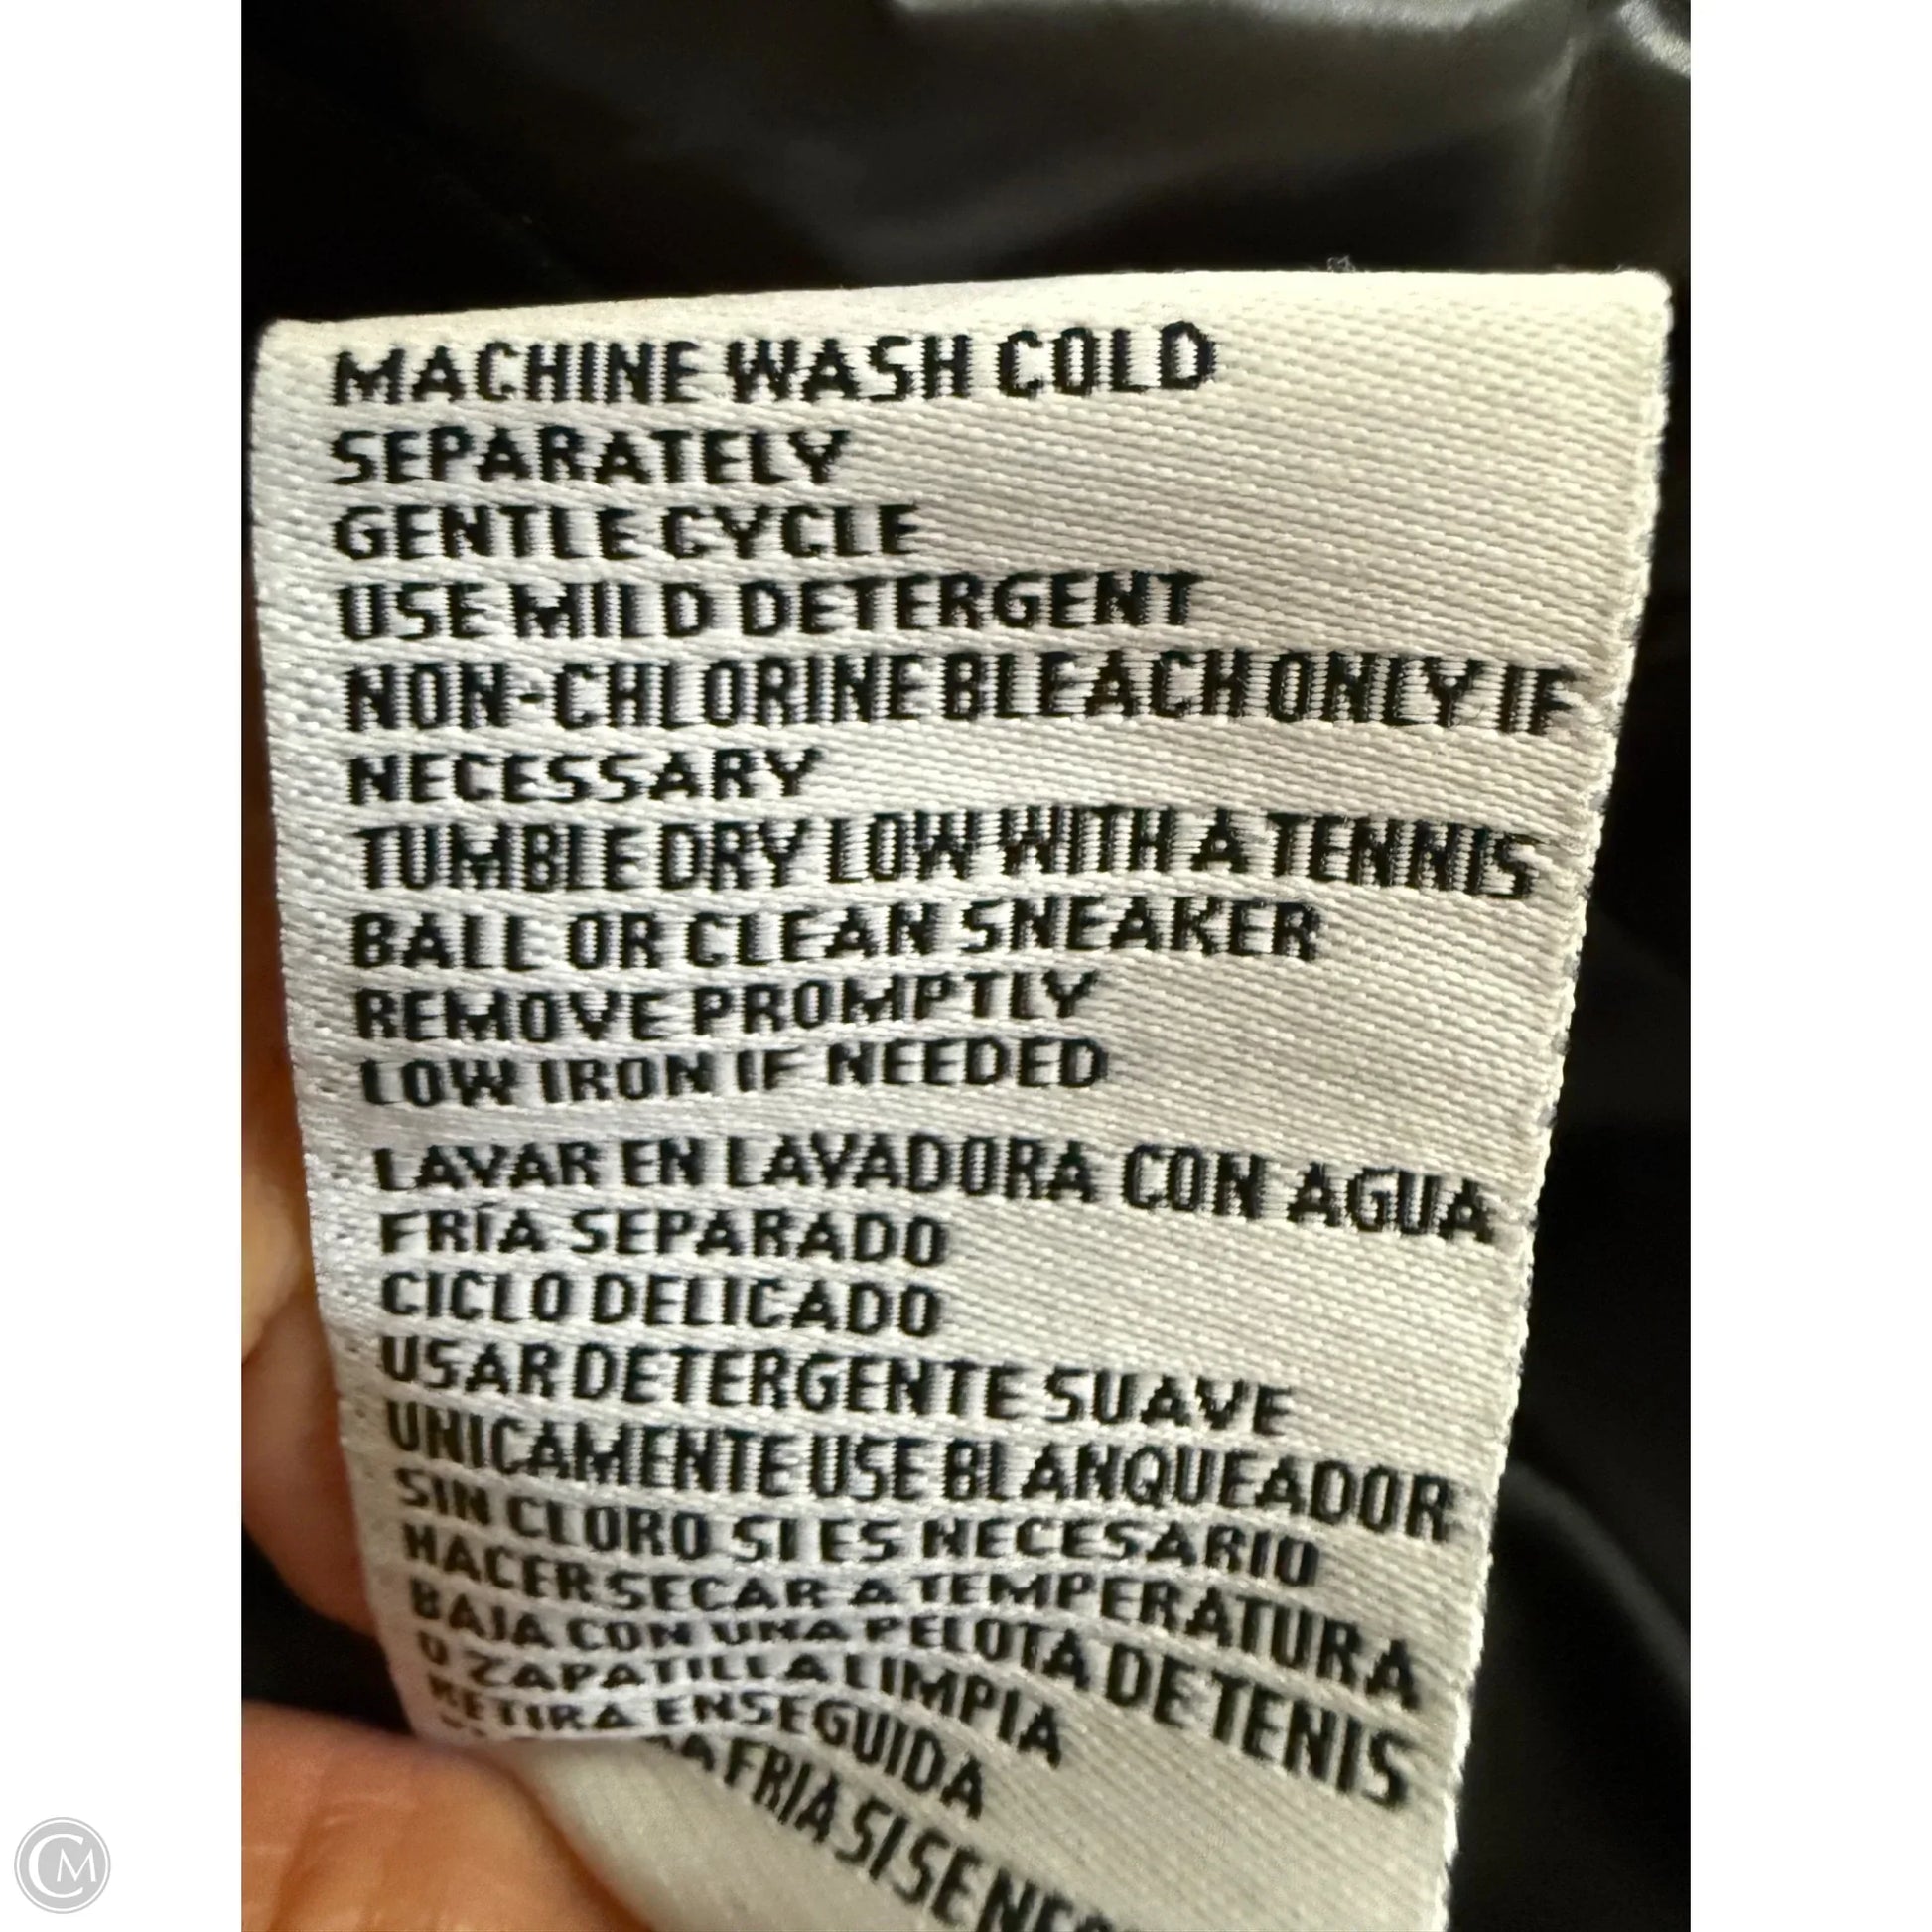 MACHINE WASH COLD
SEPARATELY
GENTLE CYCLE
USE MILD DETERGENT
NON-CHLORINE BLEACH ONLY IF
NECESSARY
TUMBLE DRY LOW WITH A TENNIS
BALL OR CLEAN SNEAKER
REMOVE PROMPTLY
LOW IRON IF NEEDED
LAVAR EN LAVADORA CON AGUA
FRÍA SEPARADO
CICLO DELICADO
USAR DETERGENTE SUAVE
UNICAMENTE USE BLANQUEADOR
SIN CLORO SI ES NECESARIO
HACER SECAR A TEMPERATURA
BAJA CON UNA PELOTA DE TENIS
O ZAPATILLA LIMPIA
RETIRA ENSEGUIDA
FRIA SI SE
CM